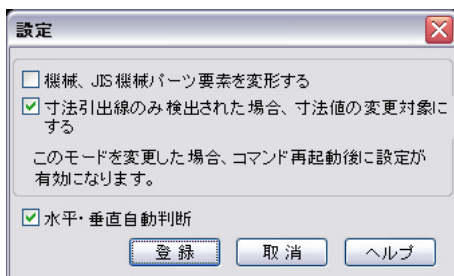 設定
機械、JIS機械パーツ要素を変形する
寸法引出線のみ検出された場合、寸法値の変更対象に
する
このモードを変更した場合、コマンド再起動後に設定が
有効になります。
水平・垂直自動判断
登録 取消 ヘルプ